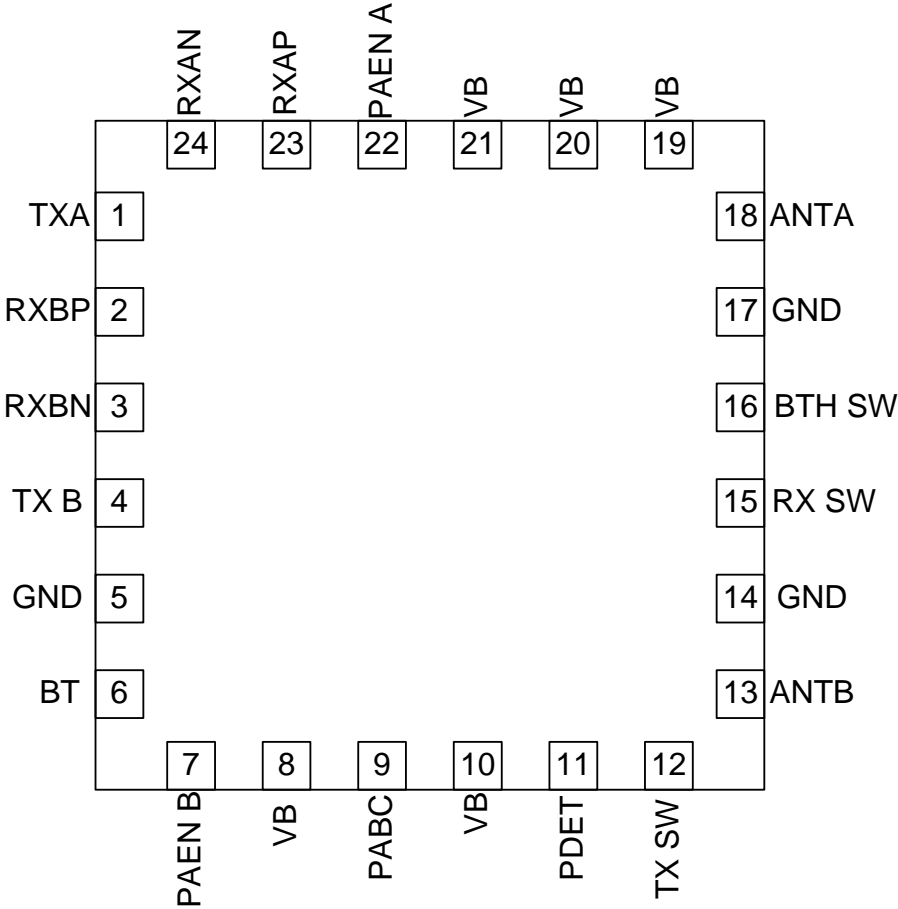 RXAN
RXAP
PAEN A
VB
VB
VB
24
23
22
21
20
19
TXA 1
18 ANTA
RXBP 2
17 GND
RXBN 3
16 BTH SW
TX B 4
15 RX SW
GND 5
14 GND
BT 6
13 ANTB
7
8
9
10
11
12
PAEN B
VB
PABC
VB
PDET
TX SW